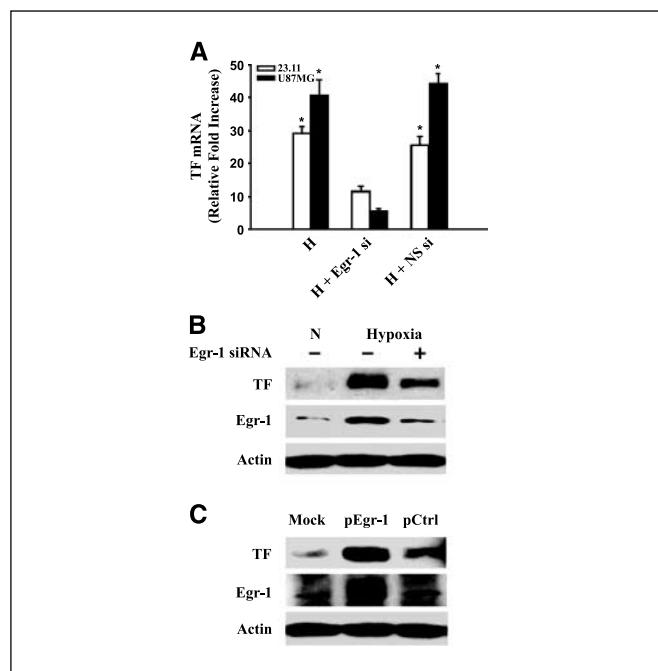 A
23.11
U87MG
TF mRNA
(Relative Fold Increase)
50
40
30
20
10
0
* * * *
H
H + Egr-1 si
H + NS si
B
N Hypoxia
Egr-1 siRNA − − +
TF
Egr-1
Actin
C
Mock pEgr-1 pCtrl
TF
Egr-1
Actin